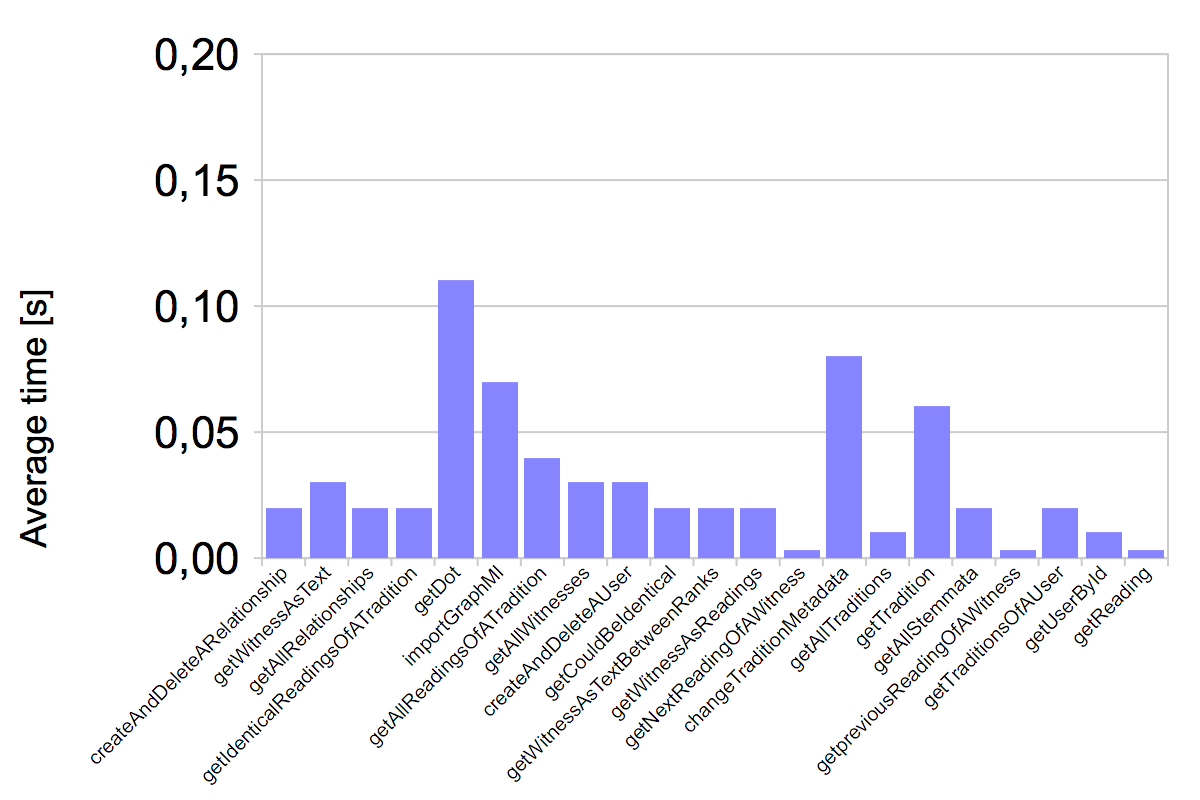 0,20
0,15
0,10
0,05
0,00
Average time [s]
createAndDeleteARelationship
getWitnessAsText
getAllRelationships
getIdenticalReadingsOfATradition
getDot
importGraphMl
getAllReadingsOfATradition
getAllWitnesses
createAndDeleteAUser
getCouldBeIdentical
getWitnessAsTextBetweenRanks
getWitnessAsReadings
getNextReadingOfAWitness
changeTraditionMetadata
getAllTraditions
getTradition
getAllStemmata
getpreviousReadingOfAWitness
getTraditionsOfAUser
getUserById
getReading